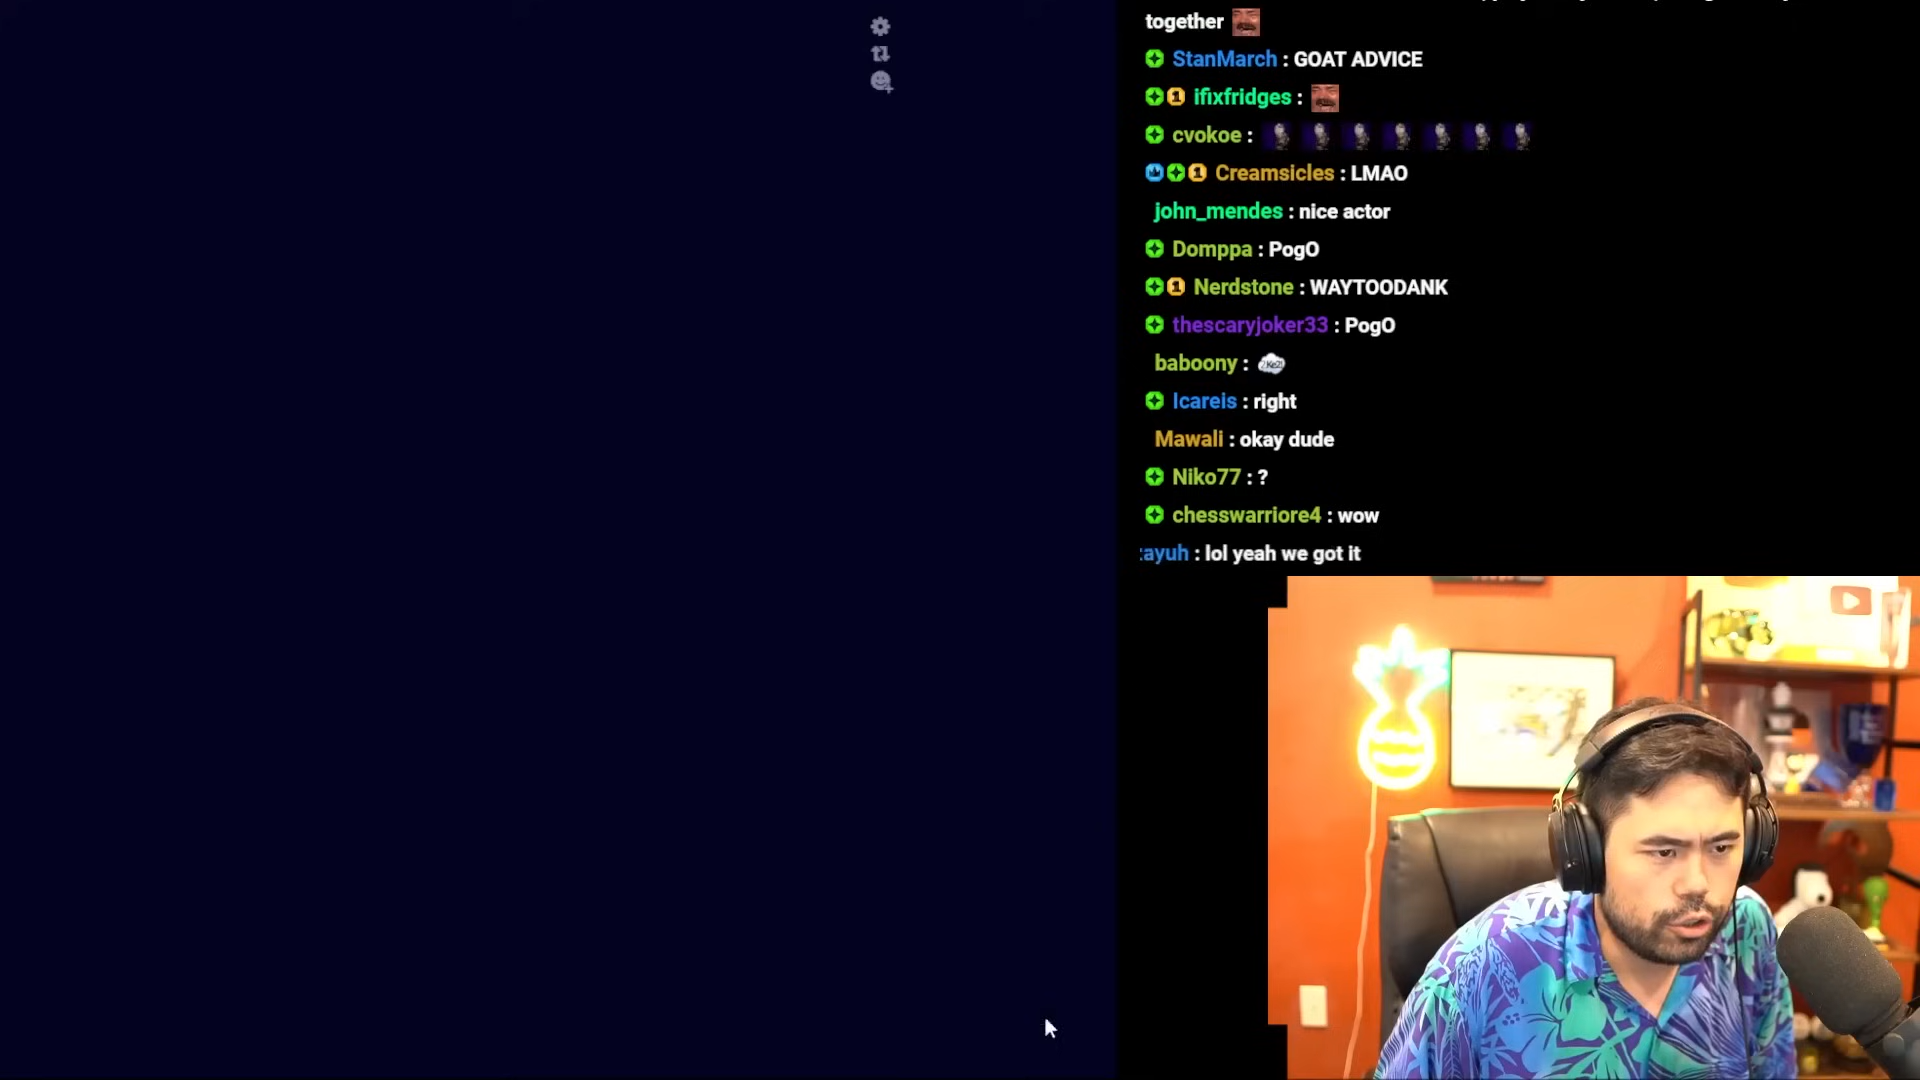 together
StanMarch : GOAT ADVICE
ifixfridges :
cvokoe :
Creamsicles : LMAO
john_mendes : nice actor
Domppa : PogO
Nerdstone : WAYTOODANK
thescaryjoker33 : PogO
baboony :
Icareis : right
Mawali : okay dude
Niko77 : ?
chesswarriore4 : wow
ayuh : lol yeah we got it